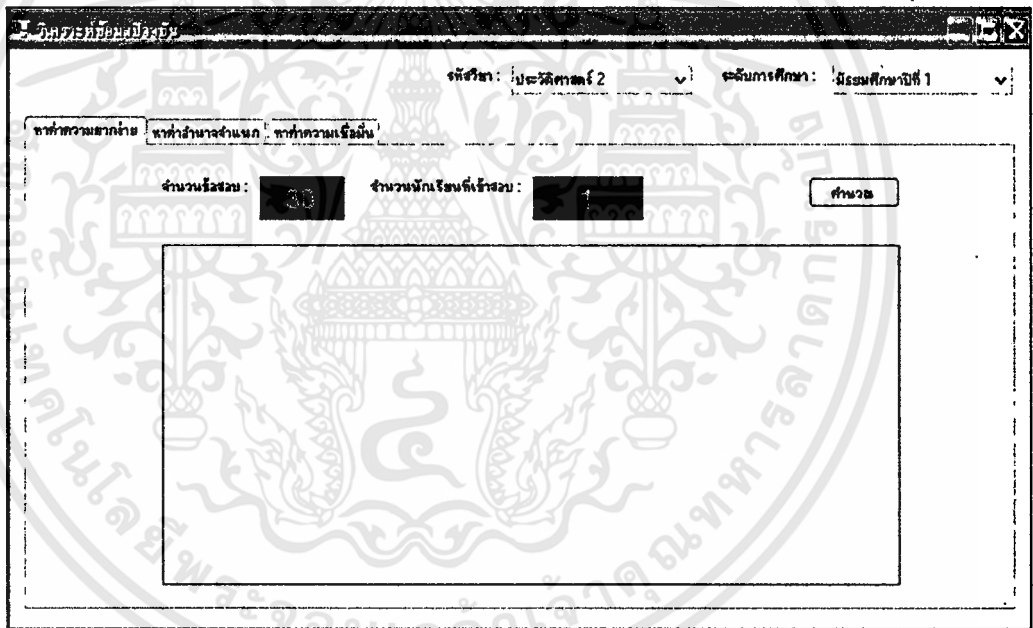 รหัสวิชา : ประวัติศาสตร์ 2 ระดับการศึกษา : มัธยมศึกษาปีที่ 1
หาค่าความยากง่าย หาค่าอำนาจจำแนก หาค่าความเชื่อมั่น
จำนวนข้อสอบ : 30 จำนวนนักเรียนที่เข้าสอบ : 1 คำนวณ